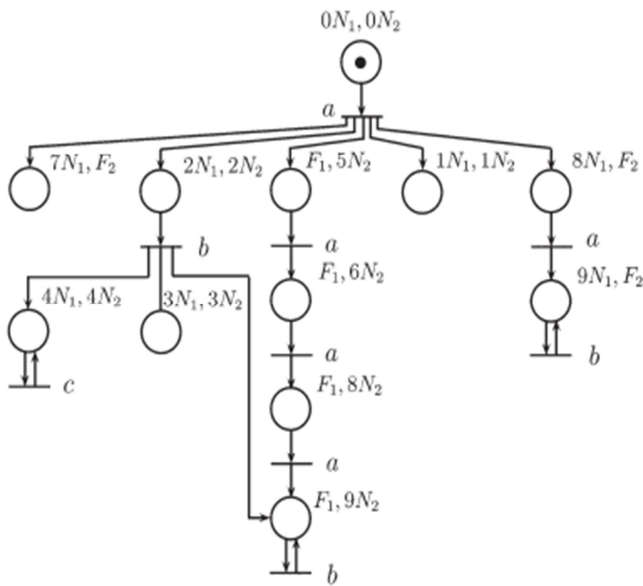 0N₁, 0N₂
a
7N₁, F₂
2N₁, 2N₂
F₁, 5N₂
1N₁, 1N₂
8N₁, F₂
b
a
a
4N₁, 4N₂
3N₁, 3N₂
F₁, 6N₂
9N₁, F₂
a
b
c
F₁, 8N₂
a
F₁, 9N₂
b